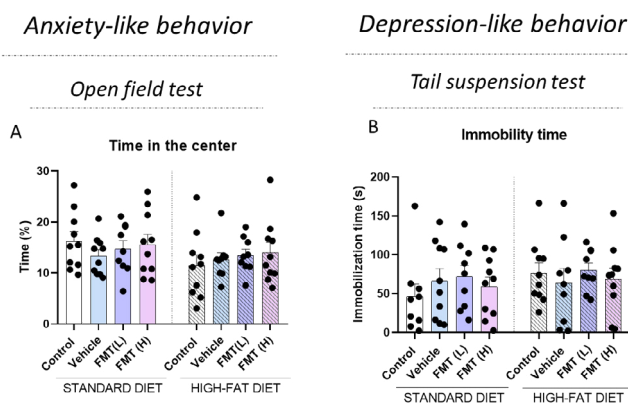 Anxiety-like behavior
Depression-like behavior
Open field test
Tail suspension test
A
Time in the center
Time (%)
30
20
10
0
Control
Vehicle
FMT(L)
FMT (H)
Control
Vehicle
FMT(L)
FMT (H)
STANDARD DIET
HIGH-FAT DIET
B
Immobility time
Immobilization time (s)
200
150
100
50
0
Control
Vehicle
FMT (L)
FMT (H)
Control
Vehicle
FMT (L)
FMT (H)
STANDARD DIET
HIGH-FAT DIET